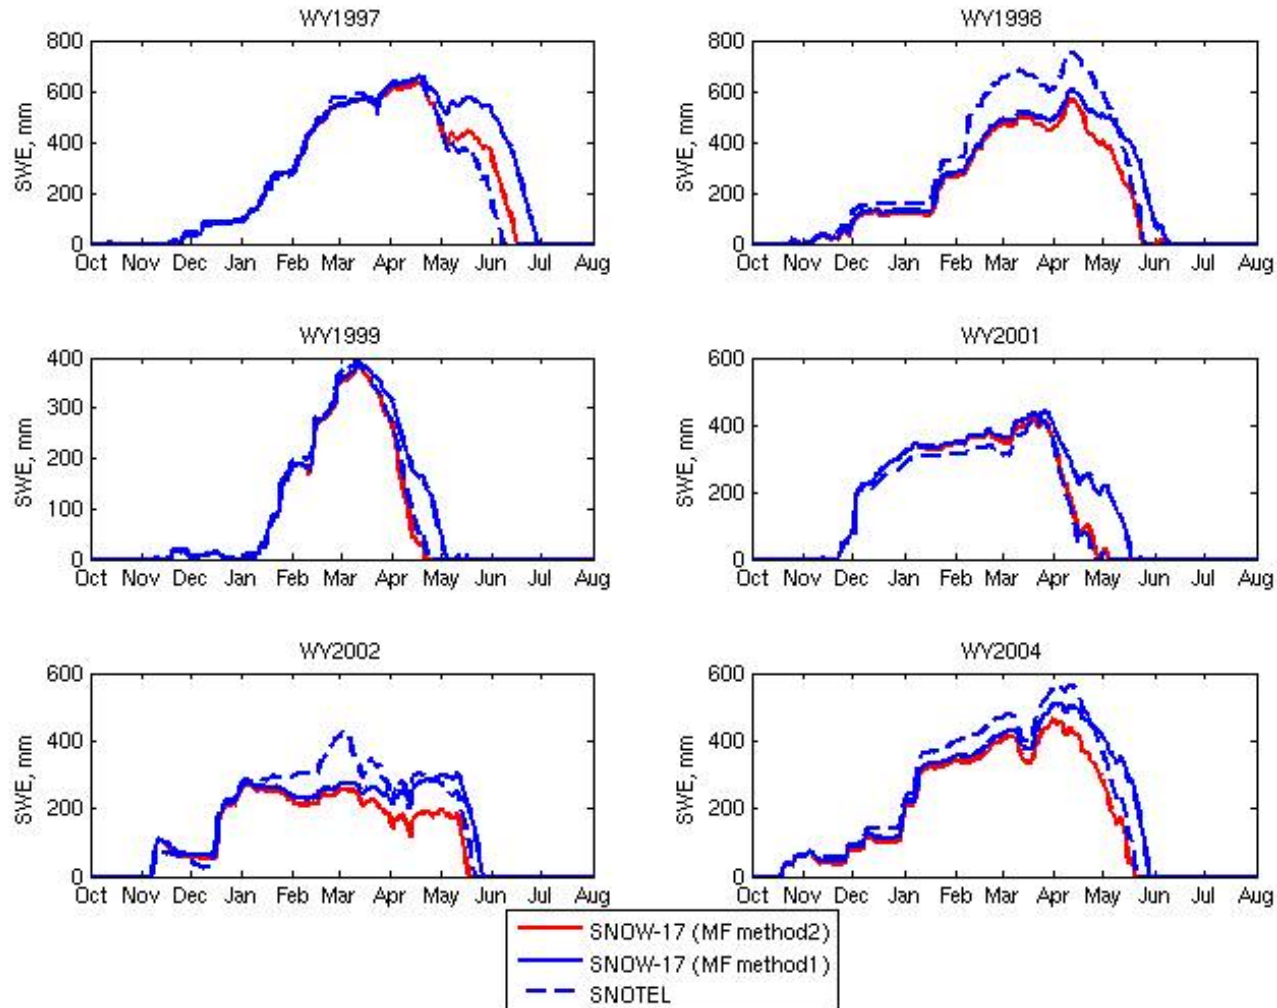 WY1997
WY1998
800
600
400
200
0
SWE, mm
Oct Nov Dec Jan Feb Mar Apr May Jun Jul Aug
800
600
400
200
0
SWE, mm
Oct Nov Dec Jan Feb Mar Apr May Jun Jul Aug
WY1999
WY2001
400
300
200
100
0
SWE, mm
Oct Nov Dec Jan Feb Mar Apr May Jun Jul Aug
600
400
200
0
SWE, mm
Oct Nov Dec Jan Feb Mar Apr May Jun Jul Aug
WY2002
WY2004
600
400
200
0
SWE, mm
Oct Nov Dec Jan Feb Mar Apr May Jun Jul Aug
600
400
200
0
SWE, mm
Oct Nov Dec Jan Feb Mar Apr May Jun Jul Aug
SNOW-17 (MF method2)
SNOW-17 (MF method1)
SNOTEL